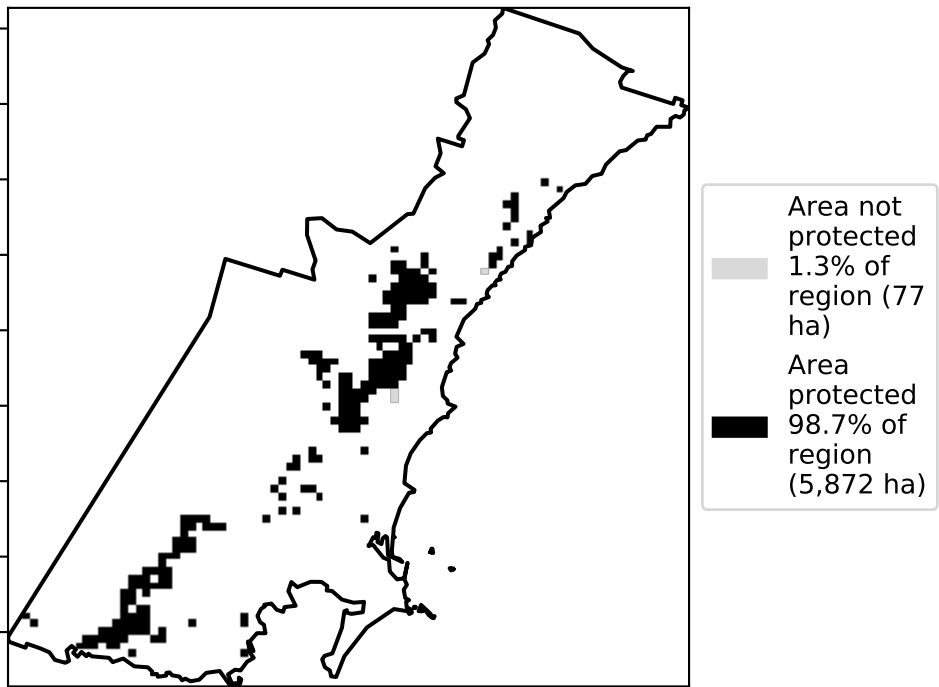 Area not
protected
1.3% of
region (77
ha)
Area
protected
98.7% of
region
(5,872 ha)